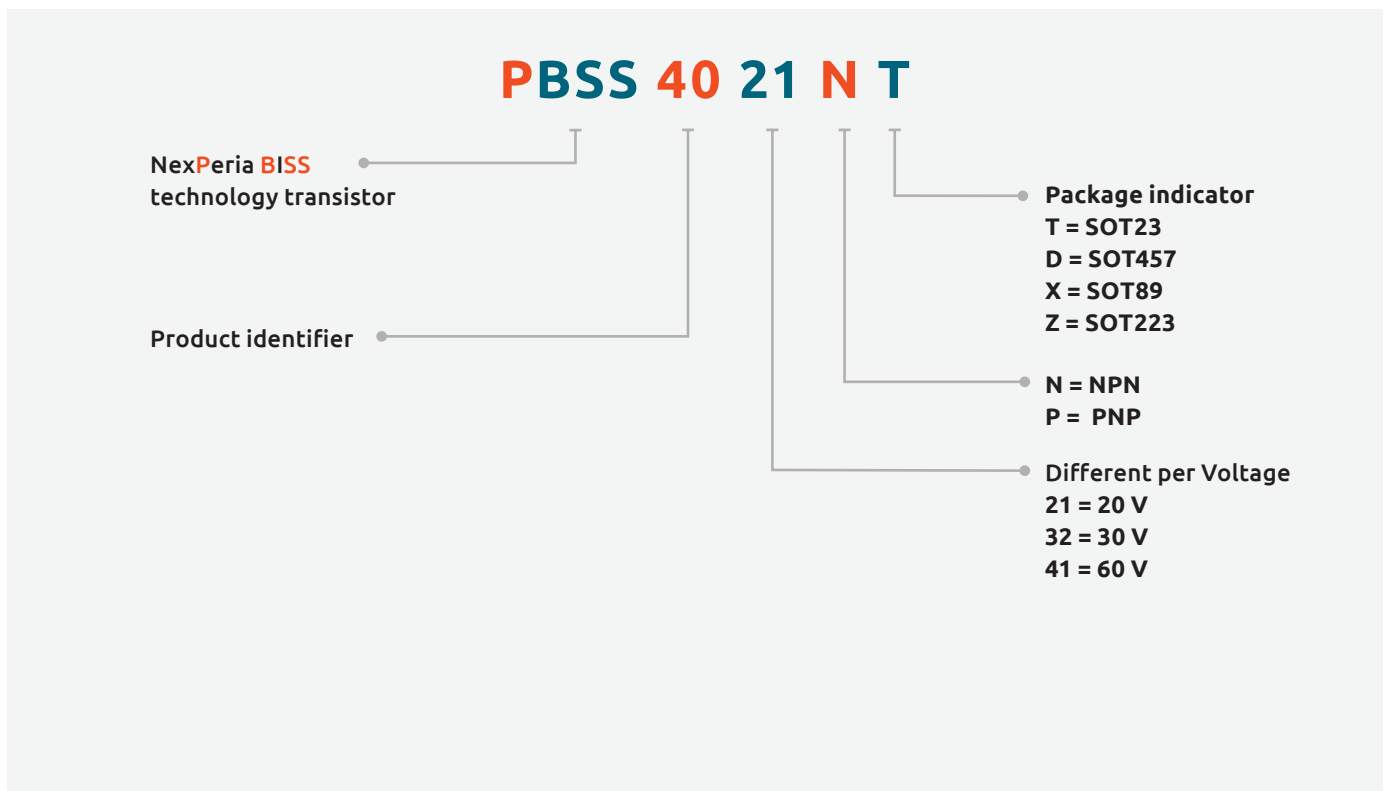 PBSS 40 21 N T
NexPeria BISS
technology transistor
Product identifier
Package indicator
T = SOT23
D = SOT457
X = SOT89
Z = SOT223
N = NPN
P = PNP
Different per Voltage
21 = 20 V
32 = 30 V
41 = 60 V